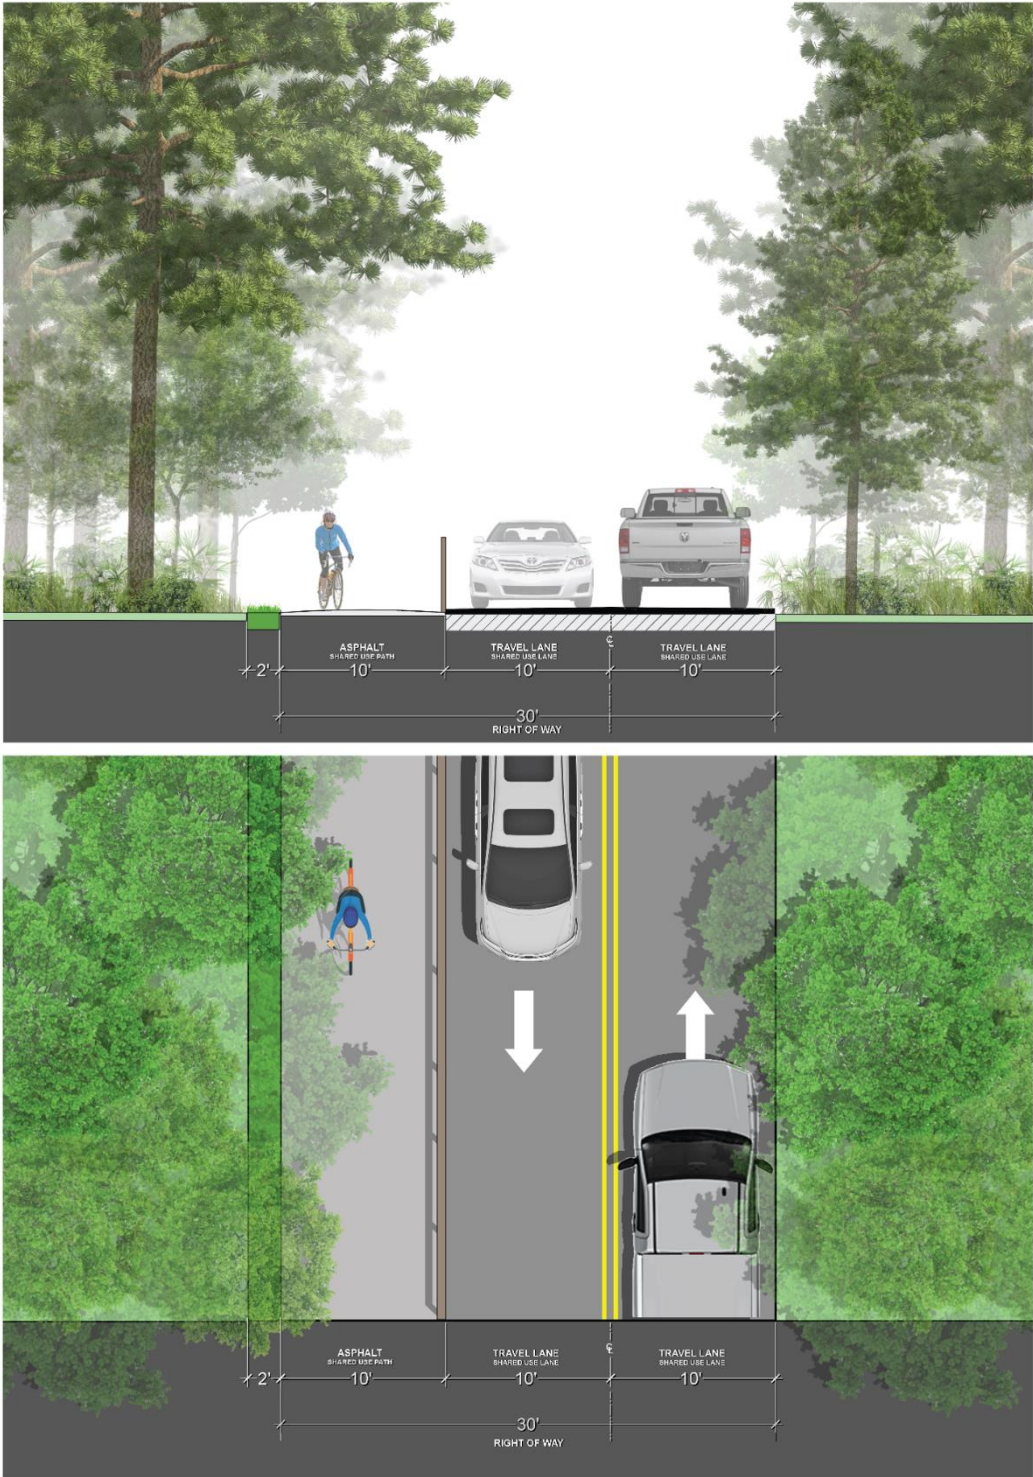 ASPHALT
SHARED USE PATH
TRAVEL LANE
SHARED USE LANE
℄
TRAVEL LANE
SHARED USE LANE
2'
10'
10'
10'
30'
RIGHT OF WAY
ASPHALT
SHARED USE PATH
TRAVEL LANE
SHARED USE LANE
℄
TRAVEL LANE
SHARED USE LANE
2'
10'
10'
10'
30'
RIGHT OF WAY